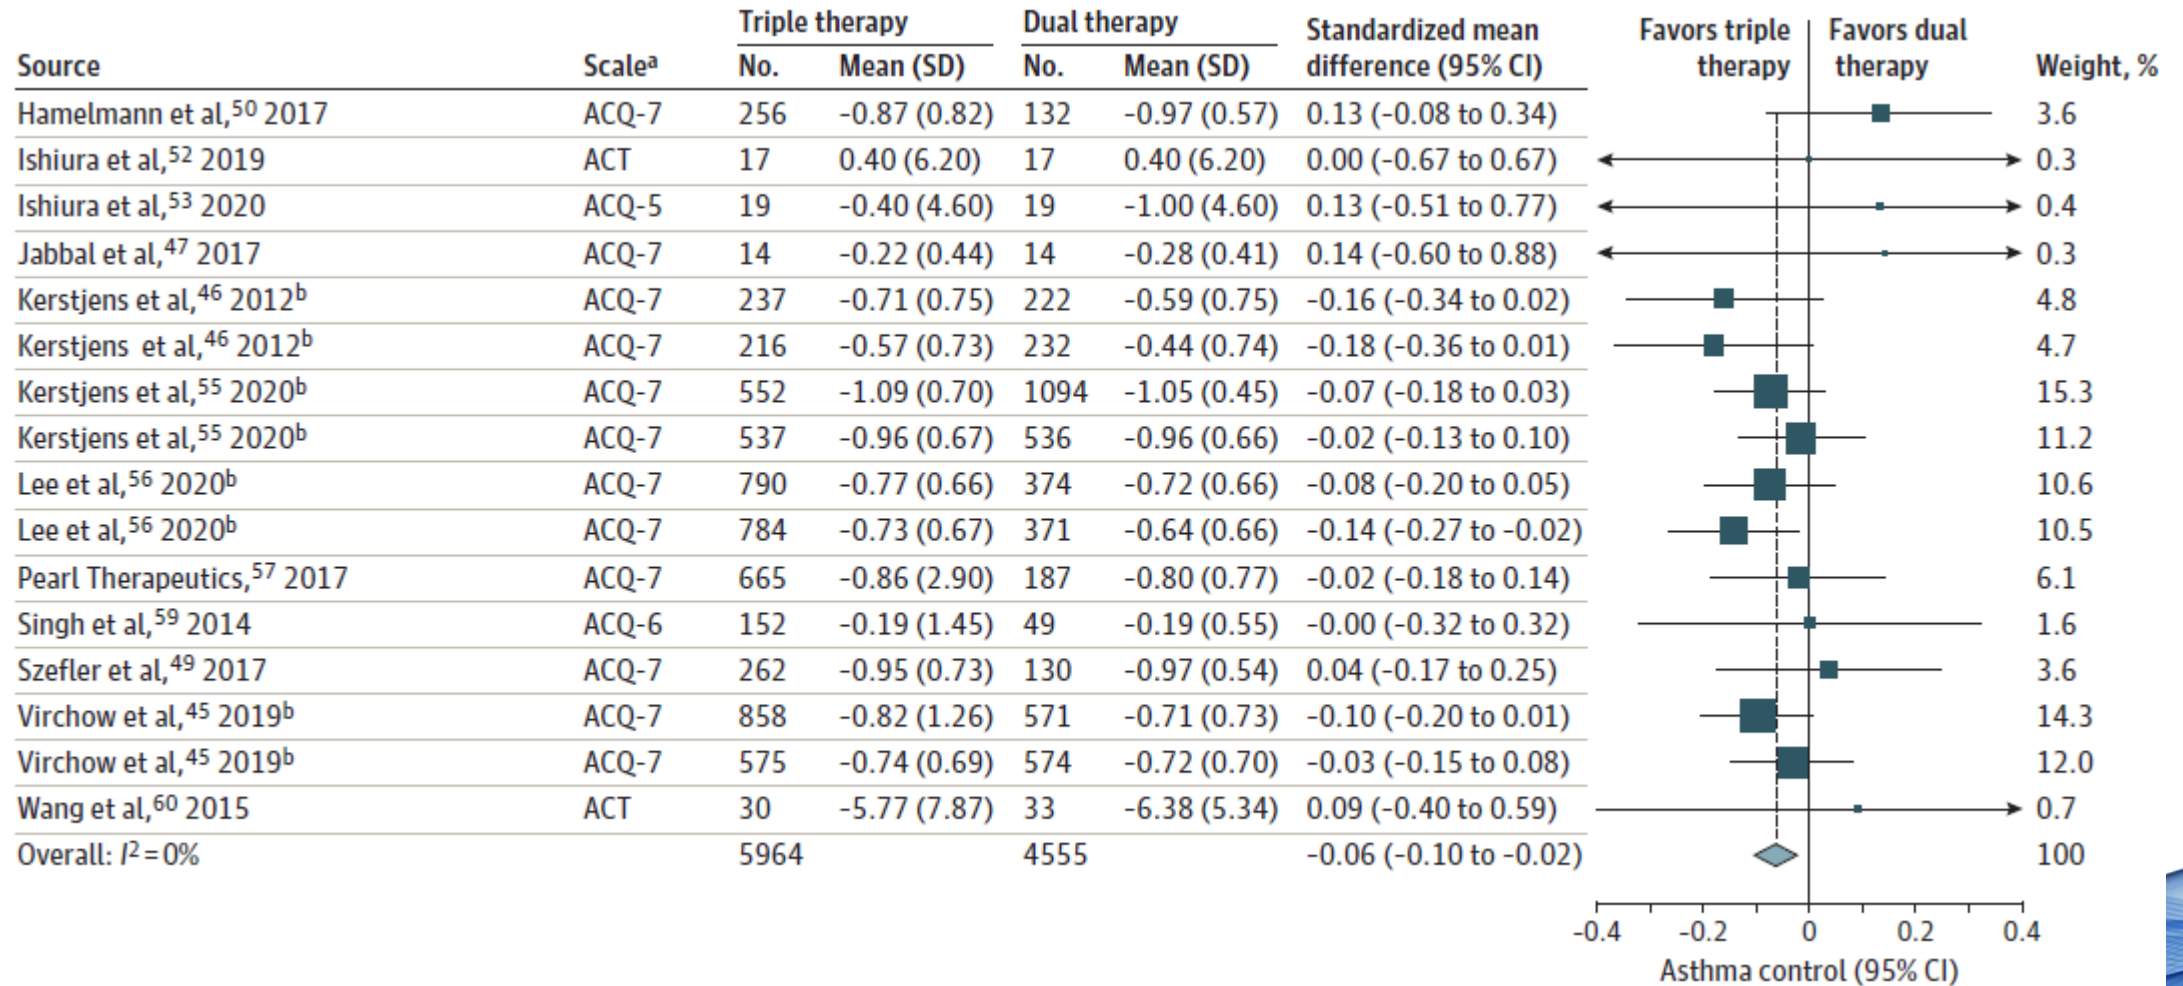 Triple therapy Dual therapy Standardized mean difference (95% CI) Favors triple therapy Favors dual therapy
Source Scaleᵃ No. Mean (SD) No. Mean (SD) Weight, %
Hamelmann et al,⁵⁰ 2017 ACQ-7 256 -0.87 (0.82) 132 -0.97 (0.57) 0.13 (-0.08 to 0.34) 3.6
Ishiura et al,⁵² 2019 ACT 17 0.40 (6.20) 17 0.40 (6.20) 0.00 (-0.67 to 0.67) 0.3
Ishiura et al,⁵³ 2020 ACQ-5 19 -0.40 (4.60) 19 -1.00 (4.60) 0.13 (-0.51 to 0.77) 0.4
Jabbal et al,⁴⁷ 2017 ACQ-7 14 -0.22 (0.44) 14 -0.28 (0.41) 0.14 (-0.60 to 0.88) 0.3
Kerstjens et al,⁴⁶ 2012ᵇ ACQ-7 237 -0.71 (0.75) 222 -0.59 (0.75) -0.16 (-0.34 to 0.02) 4.8
Kerstjens et al,⁴⁶ 2012ᵇ ACQ-7 216 -0.57 (0.73) 232 -0.44 (0.74) -0.18 (-0.36 to 0.01) 4.7
Kerstjens et al,⁵⁵ 2020ᵇ ACQ-7 552 -1.09 (0.70) 1094 -1.05 (0.45) -0.07 (-0.18 to 0.03) 15.3
Kerstjens et al,⁵⁵ 2020ᵇ ACQ-7 537 -0.96 (0.67) 536 -0.96 (0.66) -0.02 (-0.13 to 0.10) 11.2
Lee et al,⁵⁶ 2020ᵇ ACQ-7 790 -0.77 (0.66) 374 -0.72 (0.66) -0.08 (-0.20 to 0.05) 10.6
Lee et al,⁵⁶ 2020ᵇ ACQ-7 784 -0.73 (0.67) 371 -0.64 (0.66) -0.14 (-0.27 to -0.02) 10.5
Pearl Therapeutics,⁵⁷ 2017 ACQ-7 665 -0.86 (2.90) 187 -0.80 (0.77) -0.02 (-0.18 to 0.14) 6.1
Singh et al,⁵⁹ 2014 ACQ-6 152 -0.19 (1.45) 49 -0.19 (0.55) -0.00 (-0.32 to 0.32) 1.6
Szefler et al,⁴⁹ 2017 ACQ-7 262 -0.95 (0.73) 130 -0.97 (0.54) 0.04 (-0.17 to 0.25) 3.6
Virchow et al,⁴⁵ 2019ᵇ ACQ-7 858 -0.82 (1.26) 571 -0.71 (0.73) -0.10 (-0.20 to 0.01) 14.3
Virchow et al,⁴⁵ 2019ᵇ ACQ-7 575 -0.74 (0.69) 574 -0.72 (0.70) -0.03 (-0.15 to 0.08) 12.0
Wang et al,⁶⁰ 2015 ACT 30 -5.77 (7.87) 33 -6.38 (5.34) 0.09 (-0.40 to 0.59) 0.7
Overall: I²=0% 5964 4555 -0.06 (-0.10 to -0.02) 100
-0.4 -0.2 0 0.2 0.4
Asthma control (95% CI)